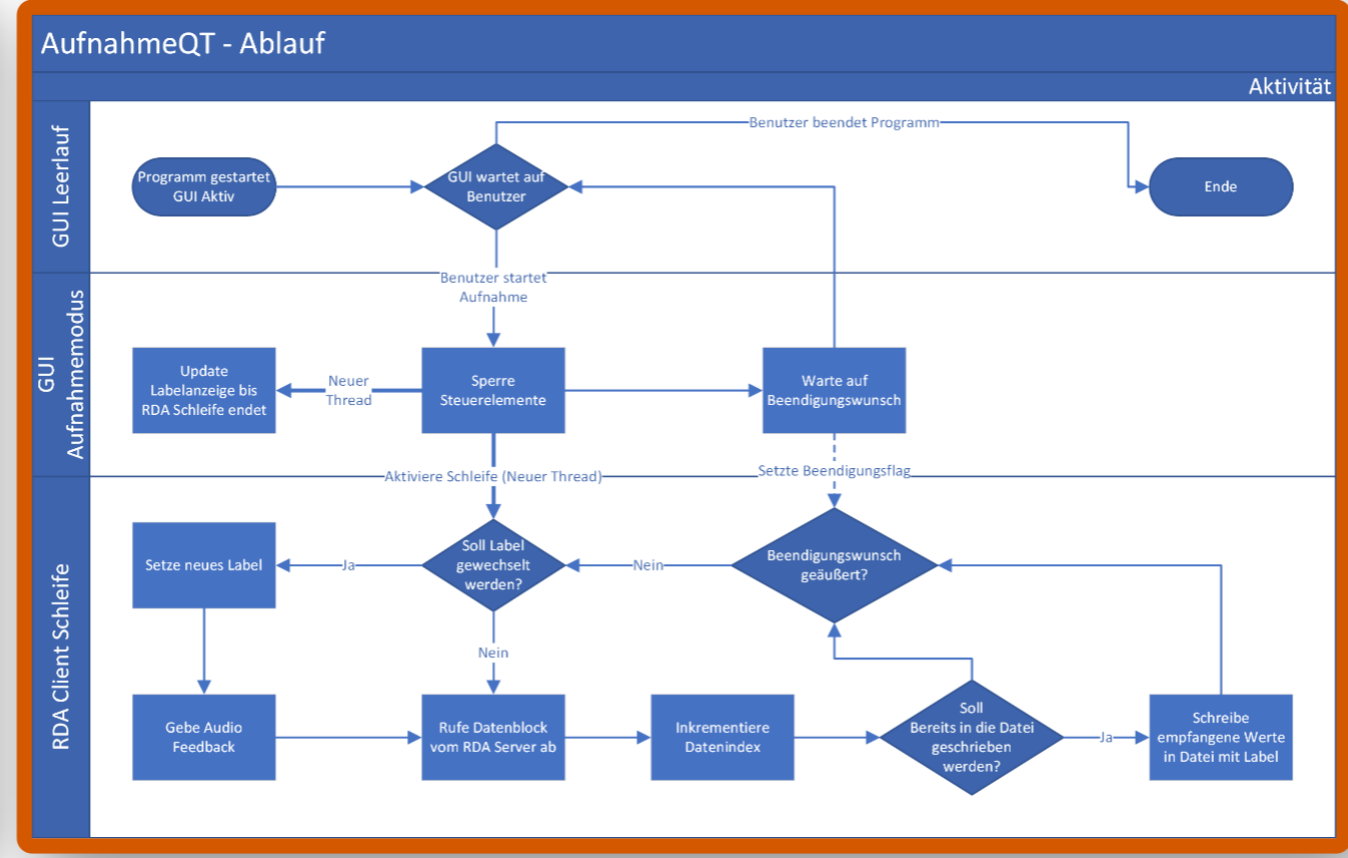 AufnahmeQT - Ablauf
Aktivität
GUI Leerlauf
Benutzer beendet Programm
Programm gestartet
GUI Aktiv
GUI wartet auf
Benutzer
Ende
Benutzer startet
Aufnahme
GUI
Aufnahmemodus
Update
Labelanzeige bis
RDA Schleife endet
Neuer
Thread
Sperre
Steuerelemente
Warte auf
Beendigungswunsch
Aktiviere Schleife (Neuer Thread)
Setzte Beendigungsflag
RDA Client Schleife
Setze neues Label
Ja
Soll Label
gewechselt
werden?
Nein
Beendigungswunsch
geäußert?
Nein
Gebe Audio
Feedback
Rufe Datenblock
vom RDA Server ab
Inkrementiere
Datenindex
Soll
Bereits in die Datei
geschrieben
werden?
Ja
Schreibe
empfangene Werte
in Datei mit Label